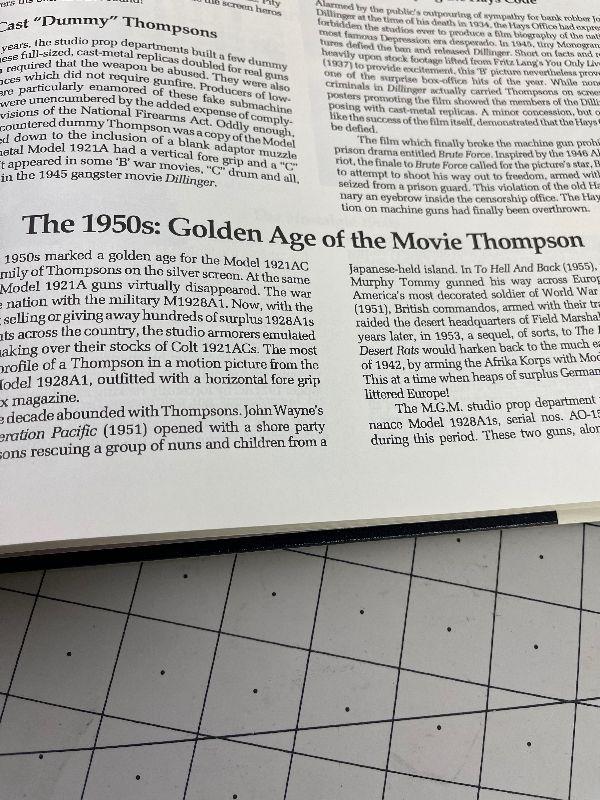 the screen heros
Cast “Dummy” Thompsons
years, the studio prop departments built a few dummy
ese full-sized, cast-metal replicas doubled for real guns
required that the weapon be abused. They were also
nces which did not require gunfire. Producers of low-
re particularly enamored of these fake submachine
were unencumbered by the added expense of comply-
visions of the National Firearms Act. Oddly enough,
countered dummy Thompson was a copy of the Model
ed down to the inclusion of a blank adaptor muzzle
etal Model 1921A had a vertical fore grip and a “C”
t appeared in some ‘B’ war movies, “C” drum and all,
in the 1945 gangster movie Dillinger.
Hays Code
Alarmed by the public's outpouring of sympathy for bank robber Jo
Dillinger at the time of his death in 1934, the Hays Office had expre
forbidden the studios ever to produce a film biography of the
most famous Depression era desperado. In 1945, tiny Monogram
tures defied the ban and released Dillinger. Short on facts and r
heavily upon stock footage lifted from Fritz Lang's You Only Live
(1937) to provide excitement, this ‘B’ picture nevertheless prove
one of the surprise box-office hits of the year. While none
criminals in Dillinger actually carried Thompsons on screen
posters promoting the film showed the members of the Dilli
posing with cast-metal replicas. A minor concession, but o
like the success of the film itself, demonstrated that the Hays
be defied.
The film which finally broke the machine gun prohi
prison drama entitled Brute Force. Inspired by the 1946 Al
riot, the finale to Brute Force called for the picture's star, B
to attempt to shoot his way out to freedom, armed with
seized from a prison guard. This violation of the old Ha
nary an eyebrow inside the censorship office. The Hay
tion on machine guns had finally been overthrown.
The 1950s: Golden Age of the Movie Thompson
1950s marked a golden age for the Model 1921AC
mily of Thompsons on the silver screen. At the same
Model 1921A guns virtually disappeared. The war
nation with the military M1928A1. Now, with the
selling or giving away hundreds of surplus 1928A1s
nts across the country, the studio armorers emulated
aking over their stocks of Colt 1921ACs. The most
profile of a Thompson in a motion picture from the
Model 1928A1, outfitted with a horizontal fore grip
x magazine.
e decade abounded with Thompsons. John Wayne's
eration Pacific (1951) opened with a shore party
sons rescuing a group of nuns and children from a
Japanese-held island. In To Hell And Back (1955),
Murphy Tommy gunned his way across Europ
America's most decorated soldier of World War
(1951), British commandos, armed with their tr
raided the desert headquarters of Field Marsha
years later, in 1953, a sequel, of sorts, to The
Desert Rats would harken back to the much ea
of 1942, by arming the Afrika Korps with Mod
This at a time when heaps of surplus German
littered Europe!
The M.G.M. studio prop department
nance Model 1928A1s, serial nos. AO-15
during this period. These two guns, alon